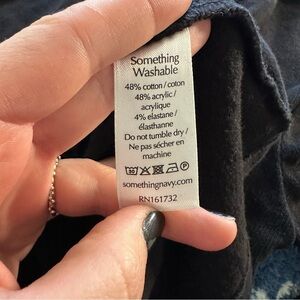 Something
Washable
48% cotton / coton
48% acrylic /
acrylique
4% elastane /
élasthanne
Do not tumble dry /
Ne pas sécher en
machine
somethingnavy.com
RN161732